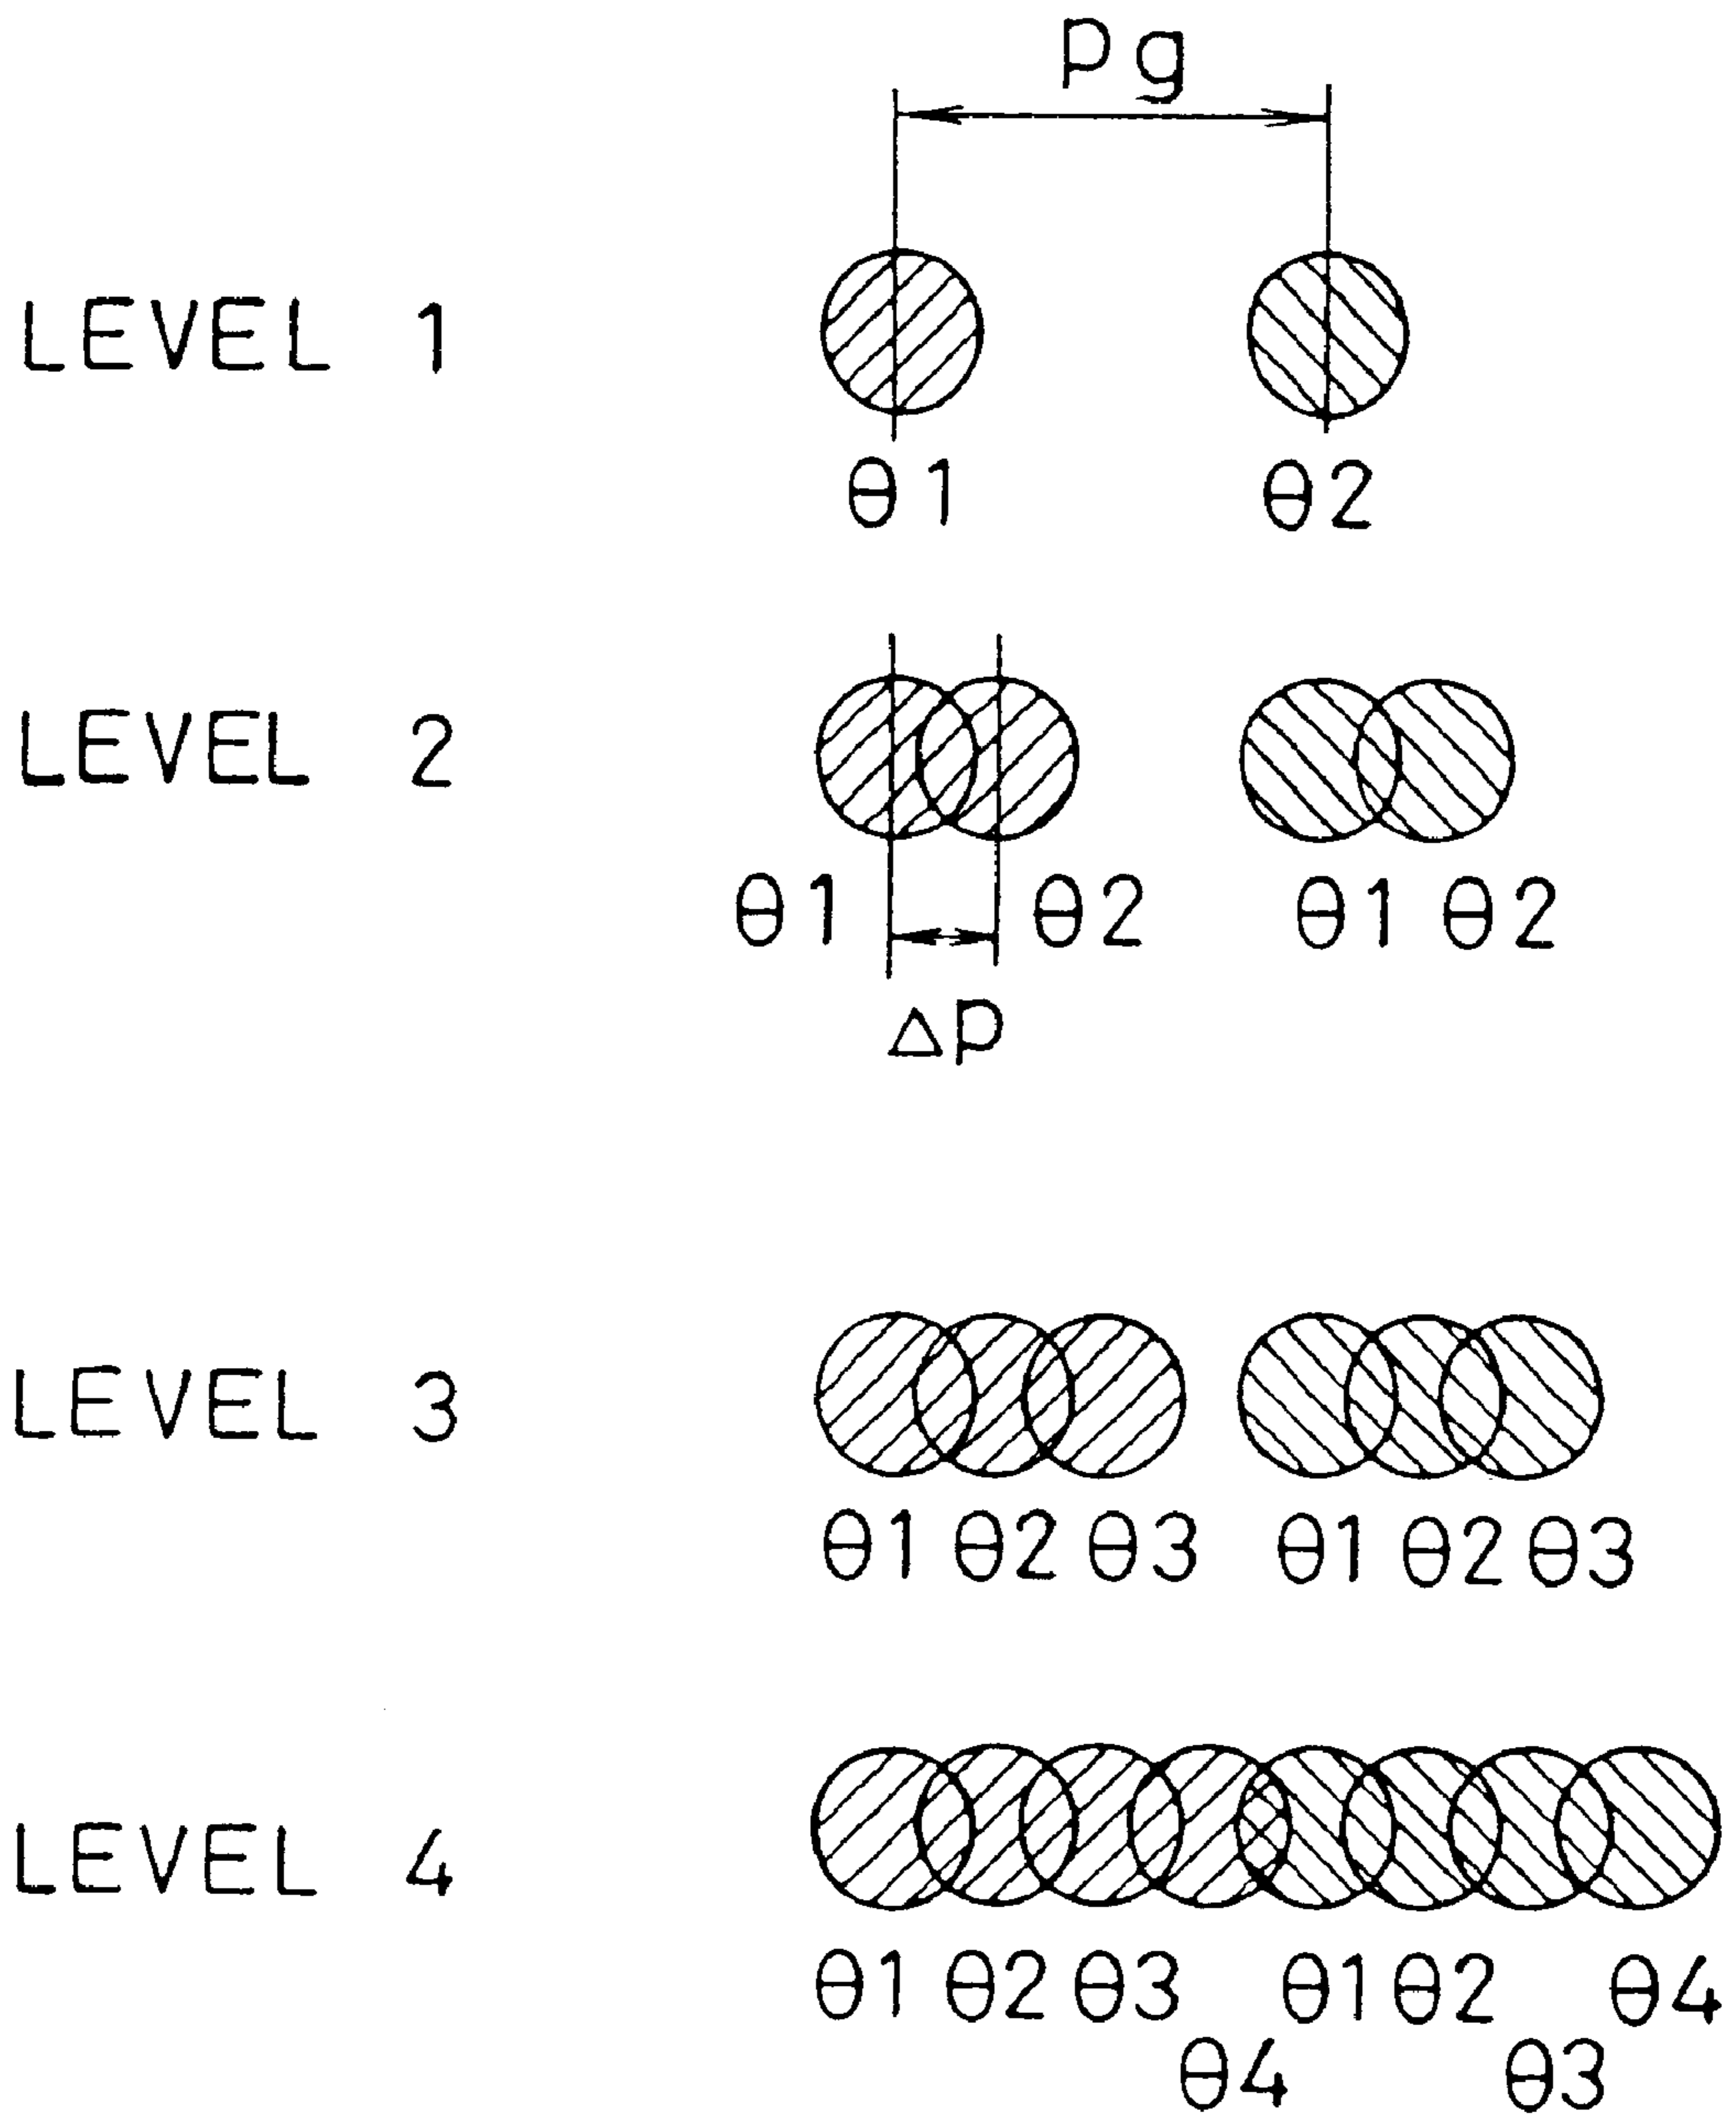 pg
LEVEL 1
θ1 θ2
LEVEL 2
θ1 θ2 θ1 θ2
Δp
LEVEL 3
θ1 θ2 θ3 θ1 θ2 θ3
LEVEL 4
θ1 θ2 θ3 θ1 θ2 θ4
θ4 θ3